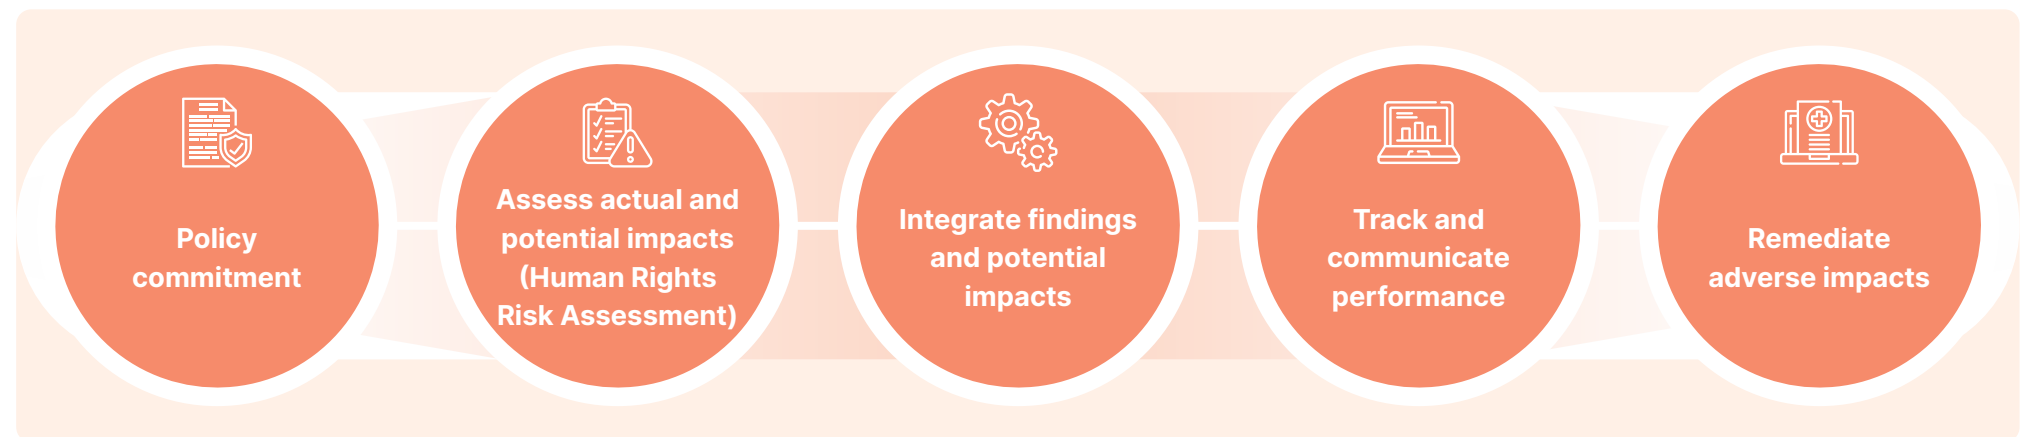 Policy
commitment
Assess actual and
potential impacts
(Human Rights
Risk Assessment)
Integrate findings
and potential
impacts
Track and
communicate
performance
Remediate
adverse impacts